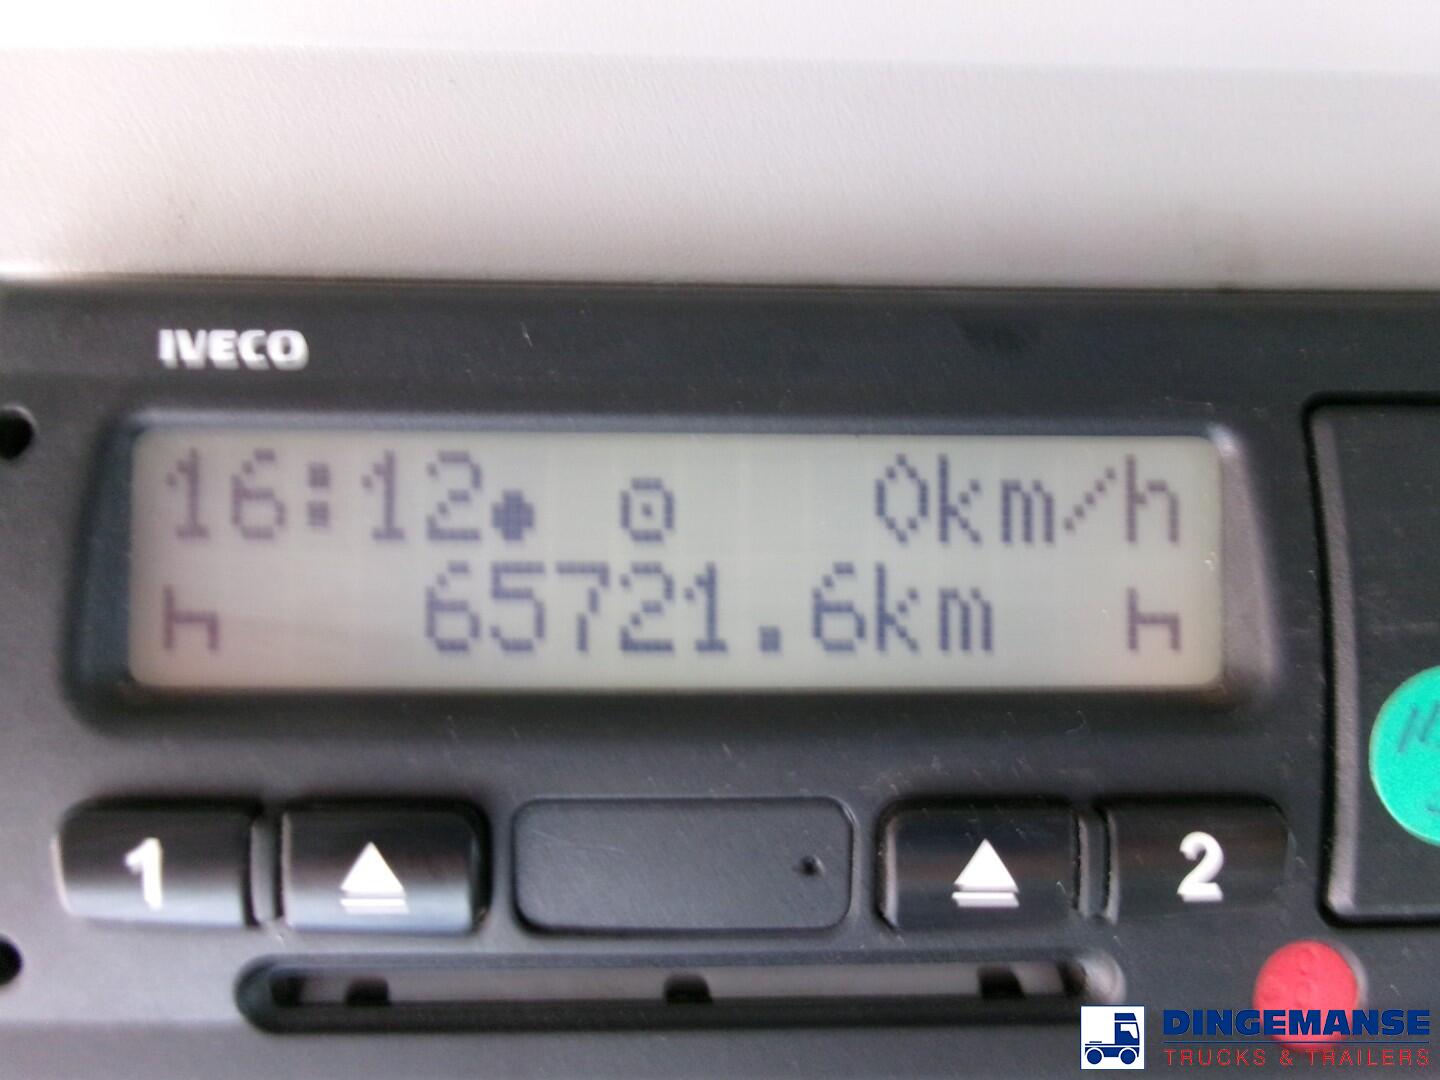 IVECO
16:12 0km/h
65721.6km
1 2
DINGEMANSE
TRUCKS & TRAILERS